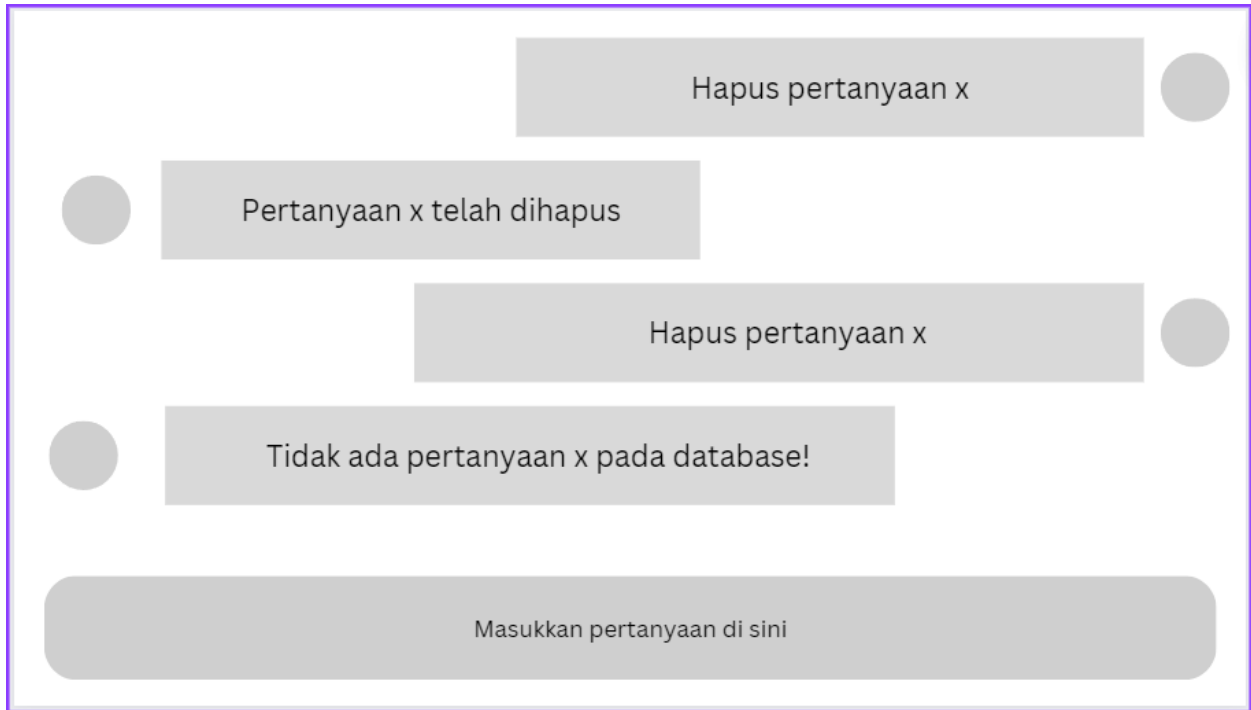 Hapus pertanyaan x
Pertanyaan x telah dihapus
Hapus pertanyaan x
Tidak ada pertanyaan x pada database!
Masukkan pertanyaan di sini